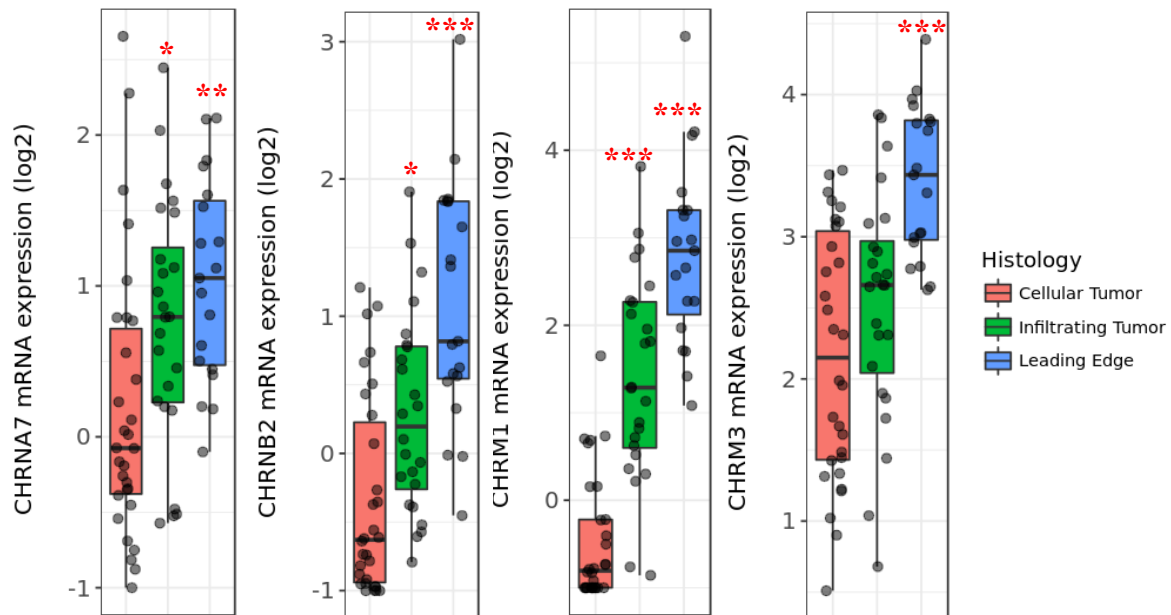 CHRNA7 mRNA expression (log2)
2
1
0
-1
*
**
CHRNB2 mRNA expression (log2)
3
2
1
0
-1
*
***
CHRM1 mRNA expression (log2)
4
2
0
***
***
CHRM3 mRNA expression (log2)
4
3
2
1
***
Histology
Cellular Tumor
Infiltrating Tumor
Leading Edge